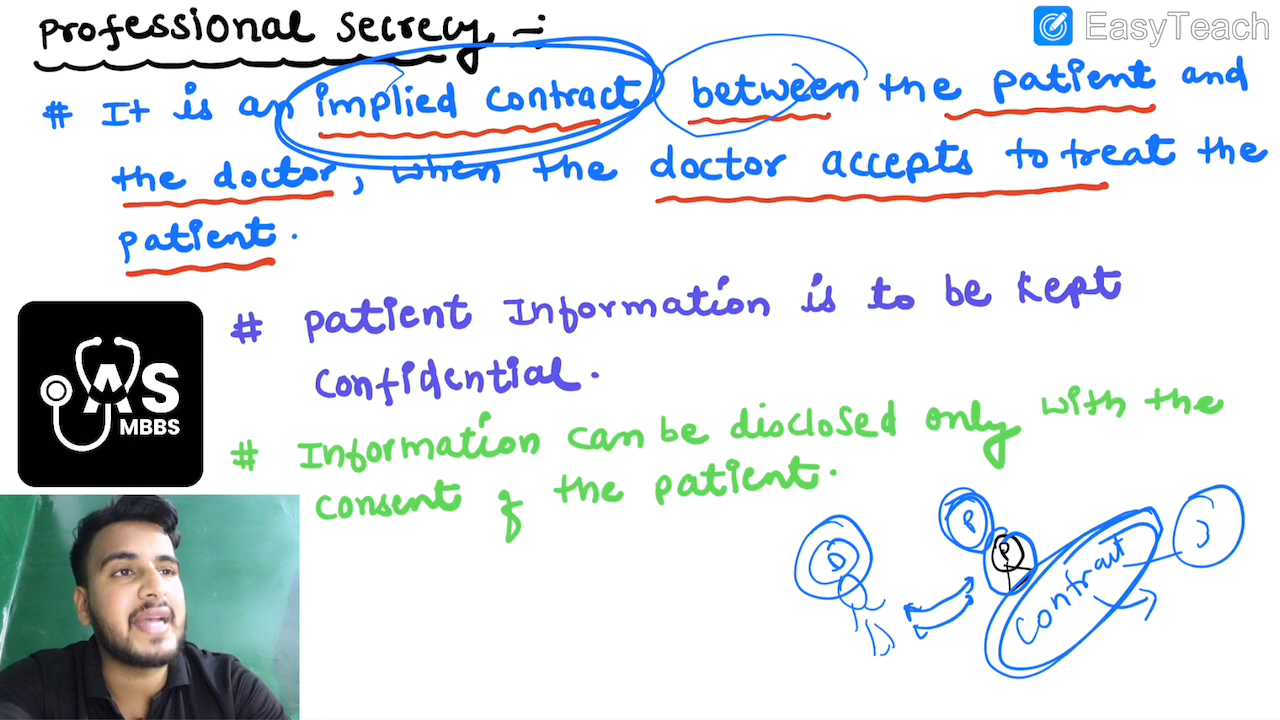 Professional Secrecy :-
EasyTeach
# It is an implied contract between the patient and
the doctor, when the doctor accepts to treat the
patient.
# Patient Information is to be Kept
Confidential.
# Information can be disclosed only with the
consent of the patient.
AS
MBBS
D
P
P
Contract